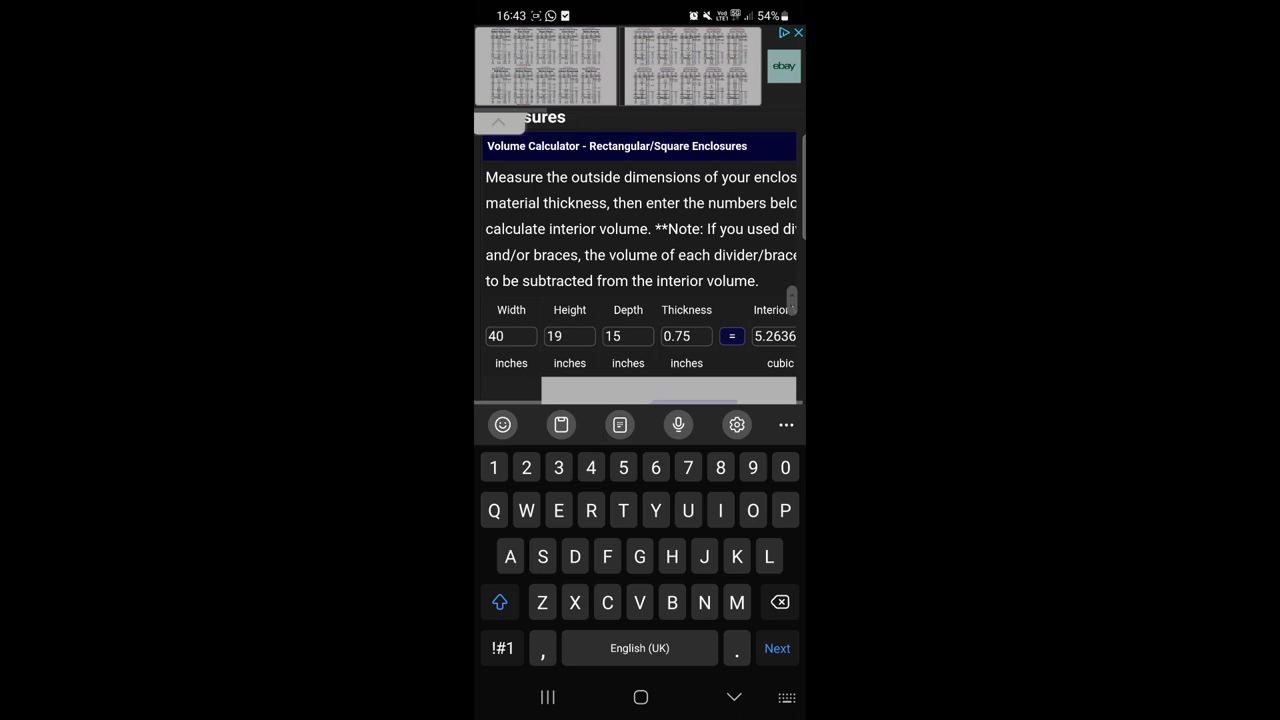 16:43
VoD LTE1 5G 54%
ebay
sures
Volume Calculator - Rectangular/Square Enclosures
Measure the outside dimensions of your enclos
material thickness, then enter the numbers belo
calculate interior volume. **Note: If you used di
and/or braces, the volume of each divider/brace
to be subtracted from the interior volume.
Width Height Depth Thickness Interior
40 19 15 0.75 = 5.2636
inches inches inches inches cubic
1 2 3 4 5 6 7 8 9 0
Q W E R T Y U I O P
A S D F G H J K L
Z X C V B N M
!#1 , English (UK) . Next